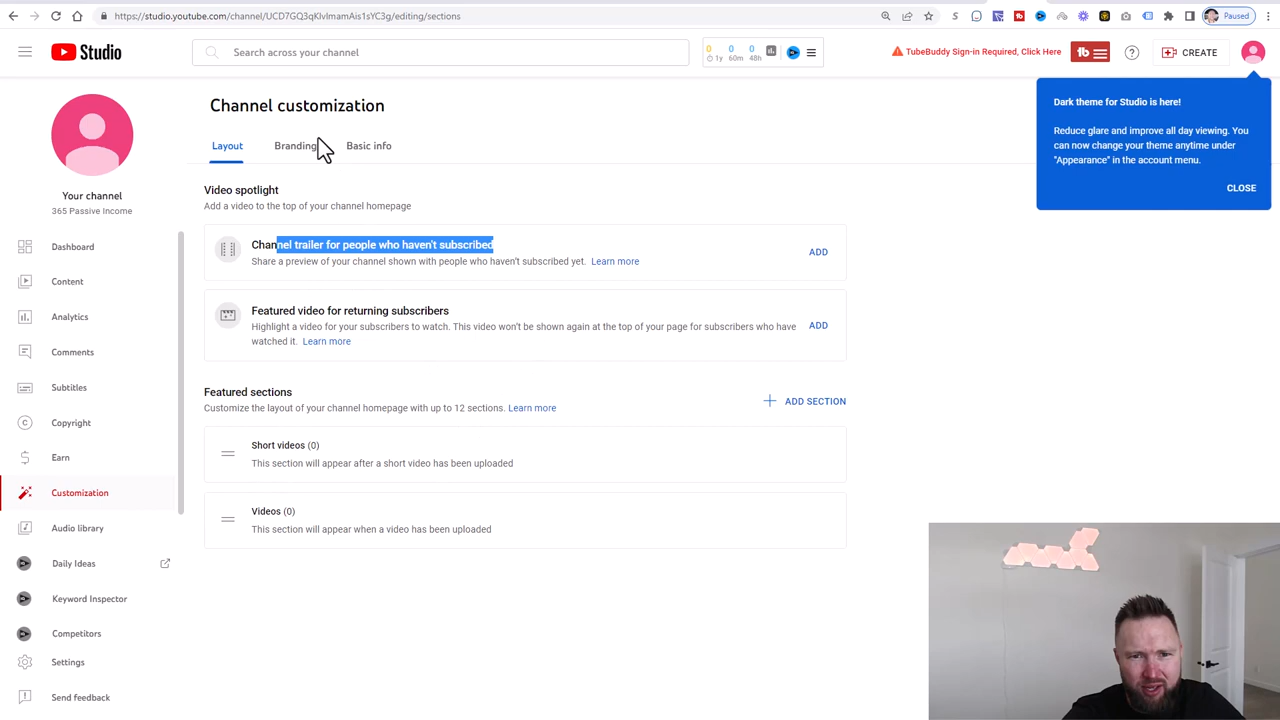 https://studio.youtube.com/channel/UCD7GQ3qKlvlmamAis1sYC3g/editing/sections
Paused
Studio
Search across your channel
0 0 0
1y 60m 48h
TubeBuddy Sign-in Required, Click Here
tb
CREATE
Dark theme for Studio is here!
Reduce glare and improve all day viewing. You
can now change your theme anytime under
"Appearance" in the account menu.
CLOSE
Your channel
365 Passive Income
Dashboard
Content
Analytics
Comments
Subtitles
Copyright
Earn
Customization
Audio library
Daily Ideas
Keyword Inspector
Competitors
Settings
Send feedback
Channel customization
Layout Branding Basic info
Video spotlight
Add a video to the top of your channel homepage
Channel trailer for people who haven't subscribed
Share a preview of your channel shown with people who haven't subscribed yet. Learn more
ADD
Featured video for returning subscribers
Highlight a video for your subscribers to watch. This video won't be shown again at the top of your page for subscribers who have
watched it. Learn more
ADD
Featured sections
Customize the layout of your channel homepage with up to 12 sections. Learn more
ADD SECTION
Short videos (0)
This section will appear after a short video has been uploaded
Videos (0)
This section will appear when a video has been uploaded